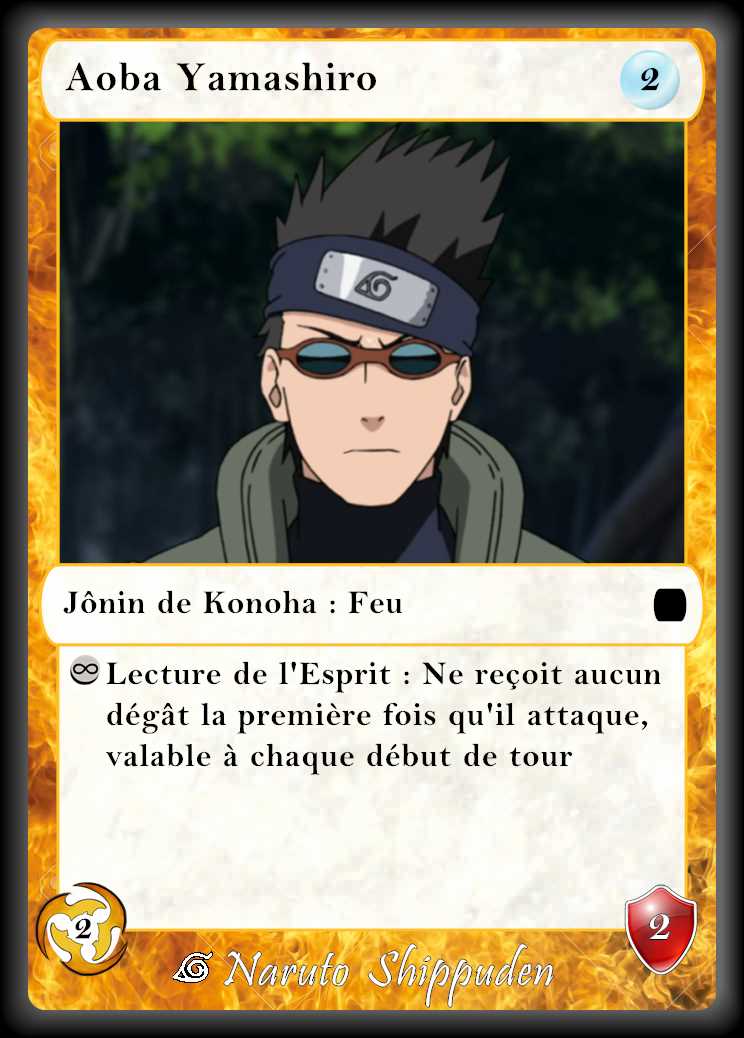 Aoba Yamashiro
2
Jônin de Konoha : Feu
Lecture de l'Esprit : Ne reçoit aucun
dégât la première fois qu'il attaque,
valable à chaque début de tour
2
2
Naruto Shippuden